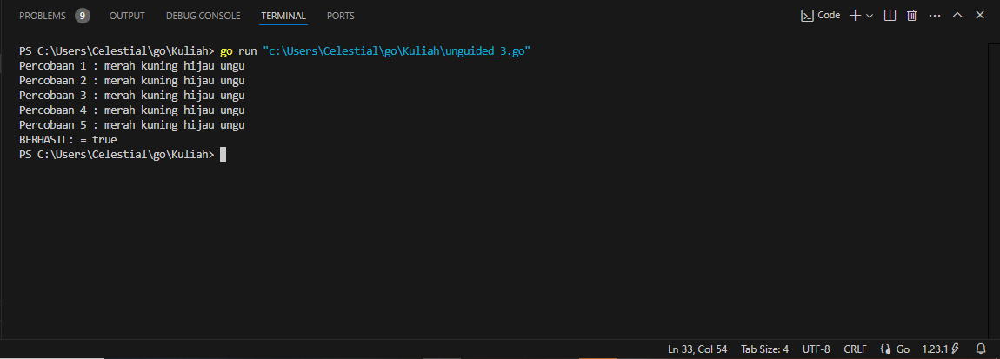 PROBLEMS 9 OUTPUT DEBUG CONSOLE TERMINAL PORTS Code
PS C:\Users\Celestial\go\Kuliah> go run "c:\Users\Celestial\go\Kuliah\unguided_3.go"
Percobaan 1 : merah kuning hijau ungu
Percobaan 2 : merah kuning hijau ungu
Percobaan 3 : merah kuning hijau ungu
Percobaan 4 : merah kuning hijau ungu
Percobaan 5 : merah kuning hijau ungu
BERHASIL: = true
PS C:\Users\Celestial\go\Kuliah>
Ln 33, Col 54 Tab Size: 4 UTF-8 CRLF Go 1.23.1